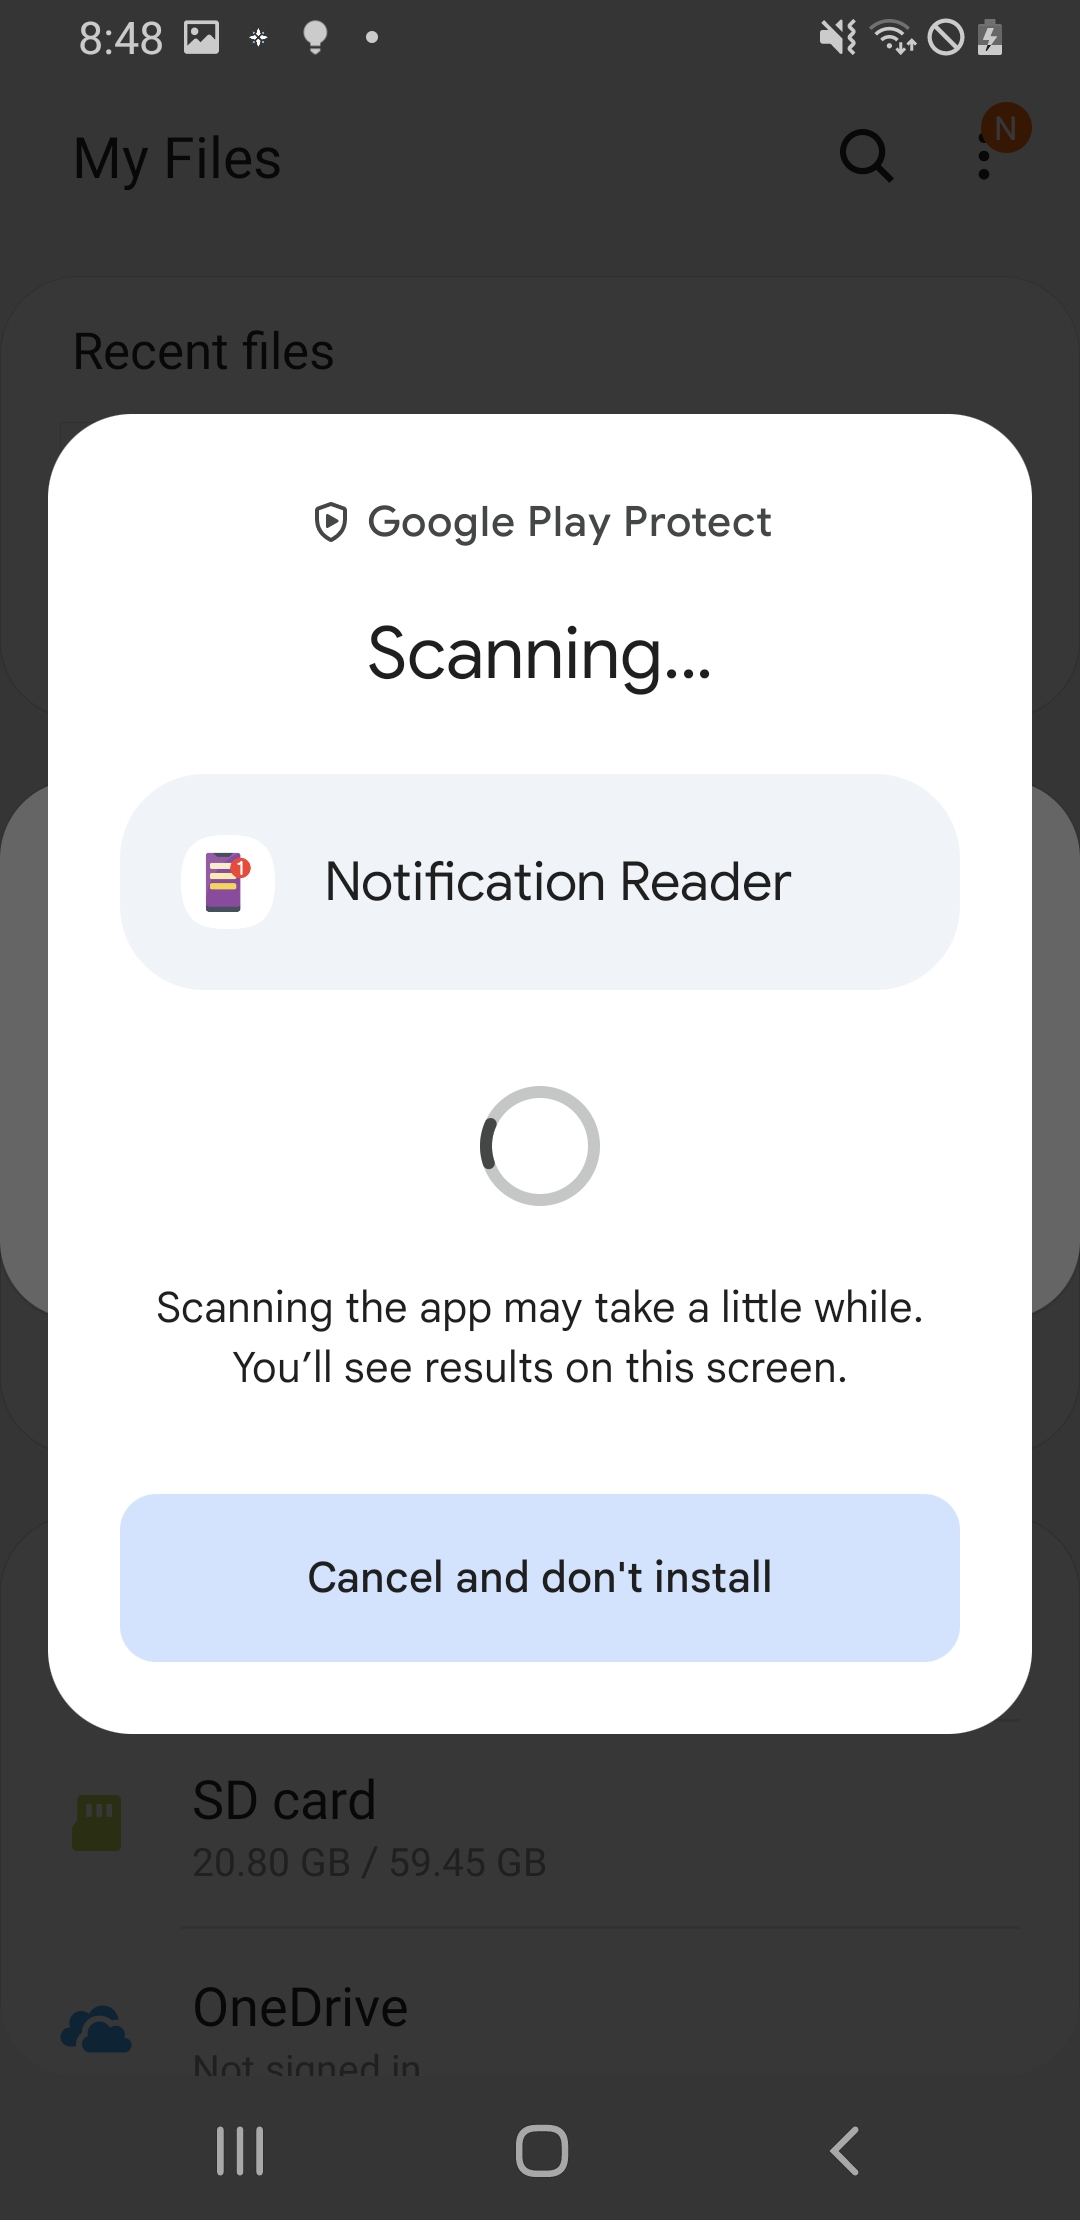 8:48
My Files
N
Recent files
Google Play Protect
Scanning...
1
Notification Reader
Scanning the app may take a little while.
You’ll see results on this screen.
Cancel and don't install
SD card
20.80 GB / 59.45 GB
OneDrive
Not signed in